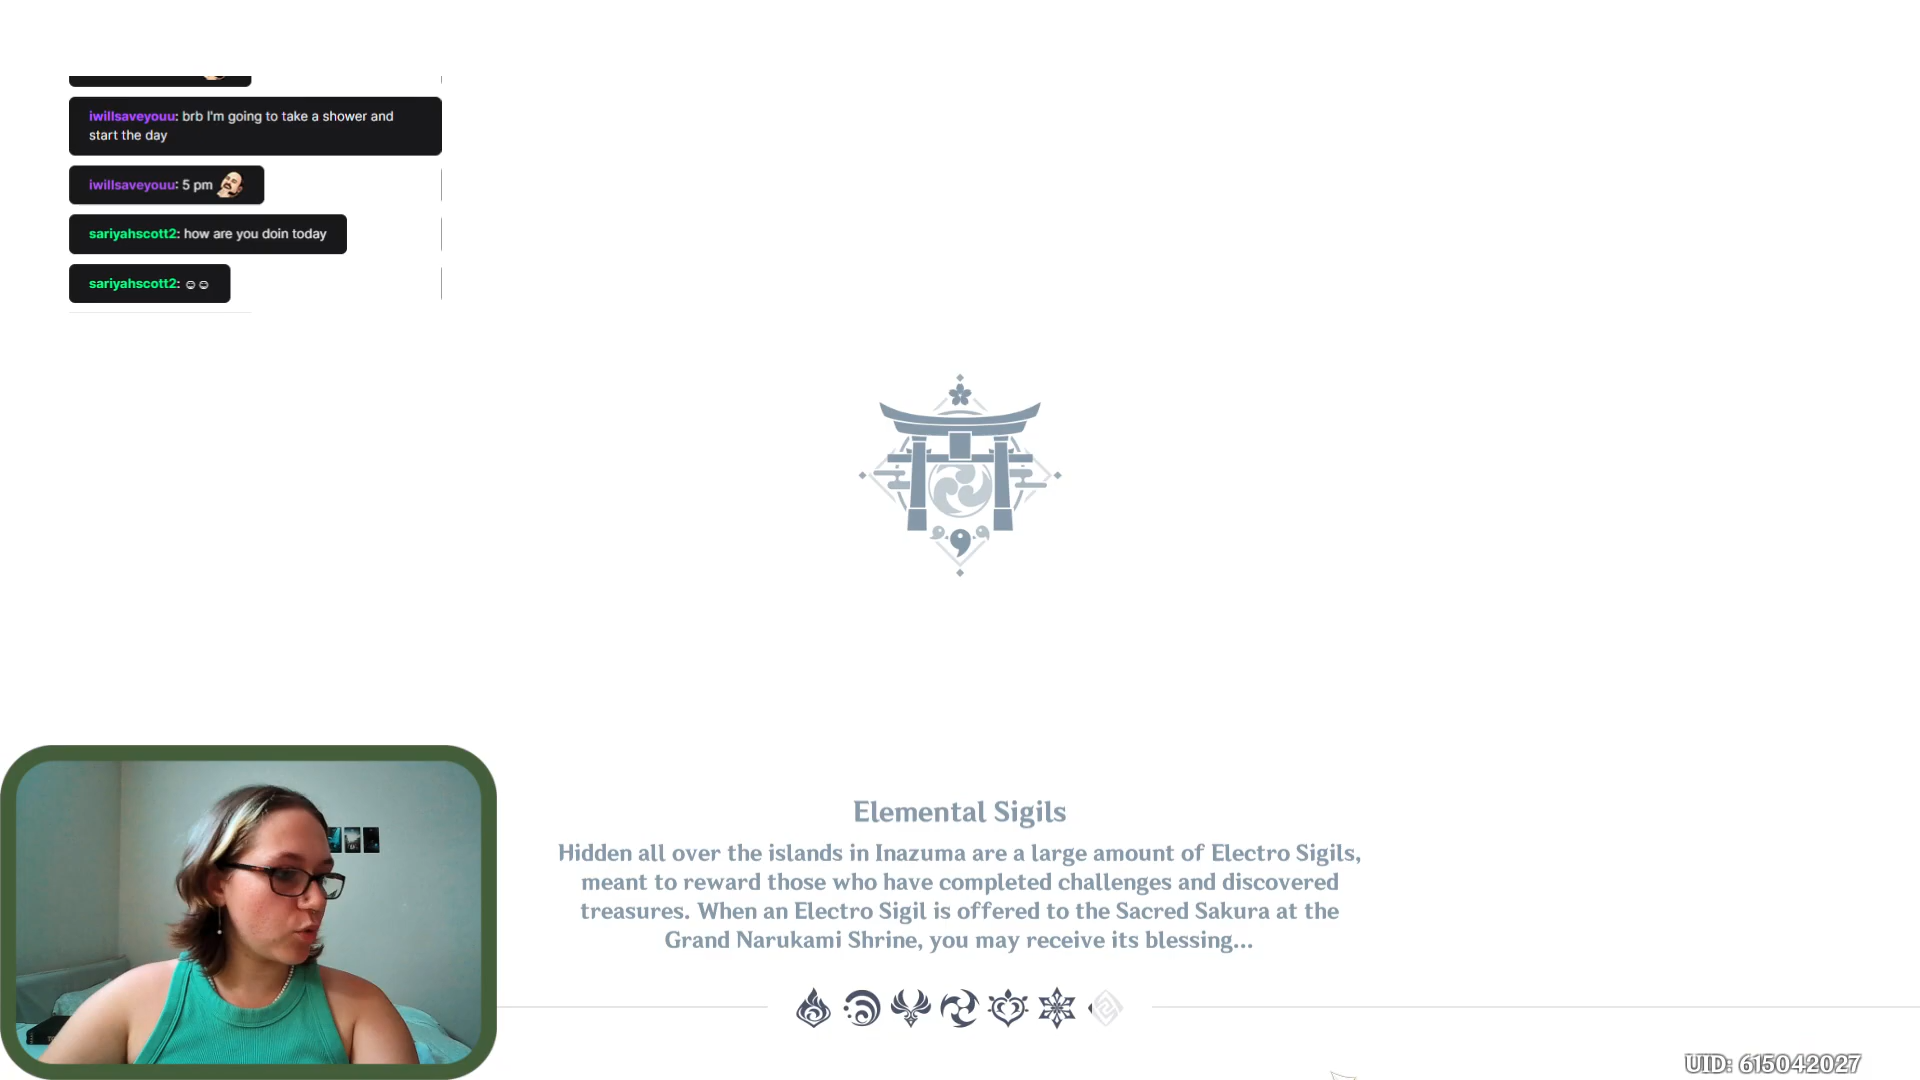 iwillsaveyouu: brb I'm going to take a shower and
start the day
iwillsaveyouu: 5 pm
sariyahscott2: how are you doin today
sariyahscott2: ☺☺
Elemental Sigils
Hidden all over the islands in Inazuma are a large amount of Electro Sigils,
meant to reward those who have completed challenges and discovered
treasures. When an Electro Sigil is offered to the Sacred Sakura at the
Grand Narukami Shrine, you may receive its blessing...
UID: 615042027